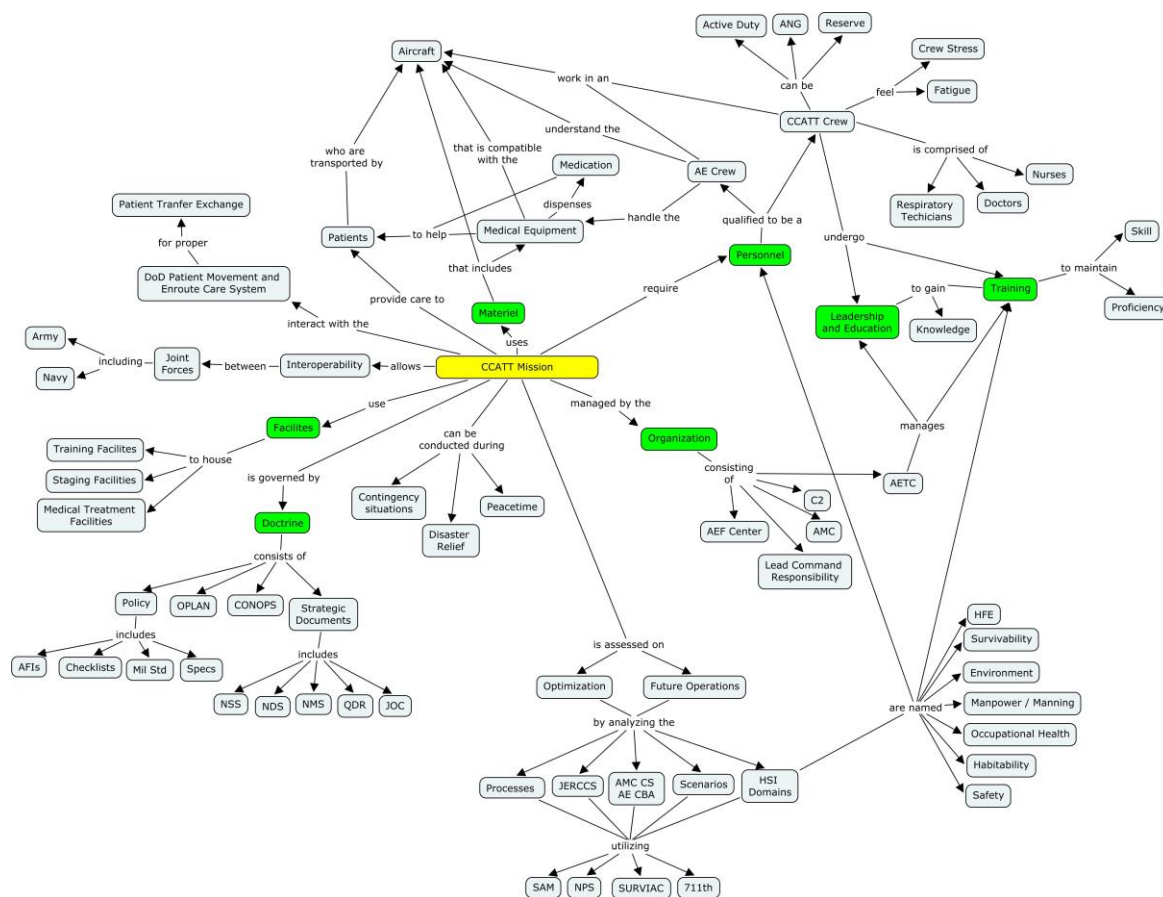 Active Duty
ANG
Reserve
Aircraft
Crew Stress
work in an
can be
feel
Fatigue
CCATT Crew
understand the
that is compatible
with the
who are
transported by
is comprised of
Medication
AE Crew
Nurses
Respiratory
Techicians
Doctors
Patient Tranfer Exchange
dispenses
handle the
qualified to be a
Patients
to help
Medical Equipment
undergo
Skill
for proper
Personnel
to maintain
that includes
DoD Patient Movement and
Enroute Care System
require
to gain
Training
provide care to
Materiel
Leadership
and Education
Proficiency
interact with the
Knowledge
Army
uses
including
Joint
Forces
between
Interoperability
allows
CCATT Mission
Navy
use
managed by the
Facilites
can be
conducted during
Organization
manages
Training Facilites
to house
consisting
of
Staging Facilities
is governed by
AETC
Contingency
situations
Peacetime
C2
Medical Treatment
Facilities
Doctrine
Disaster
Relief
AEF Center
AMC
consists of
Lead Command
Responsibility
Policy
OPLAN
CONOPS
Strategic
Documents
HFE
includes
Survivability
is assessed on
includes
AFIs
Checklists
Mil Std
Specs
Environment
Optimization
Future Operations
NSS
NDS
NMS
QDR
JOC
Manpower / Manning
are named
by analyzing the
Occupational Health
Habitability
Processes
JERCCS
AMC CS
AE CBA
Scenarios
HSI
Domains
Safety
utilizing
SAM
NPS
SURVIAC
711th